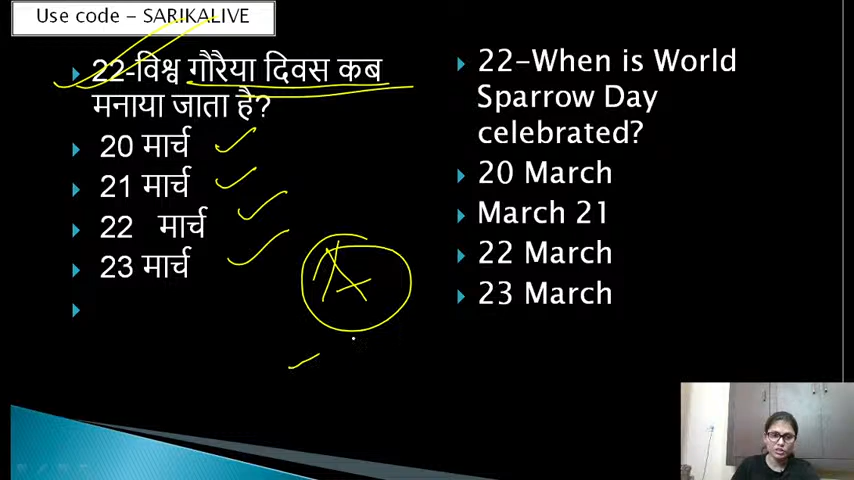 Use code – SARIKALIVE
22-विश्व गौरैया दिवस कब
मनाया जाता है?
20 मार्च
21 मार्च
22 मार्च
23 मार्च
22-When is World
Sparrow Day
celebrated?
20 March
March 21
22 March
23 March